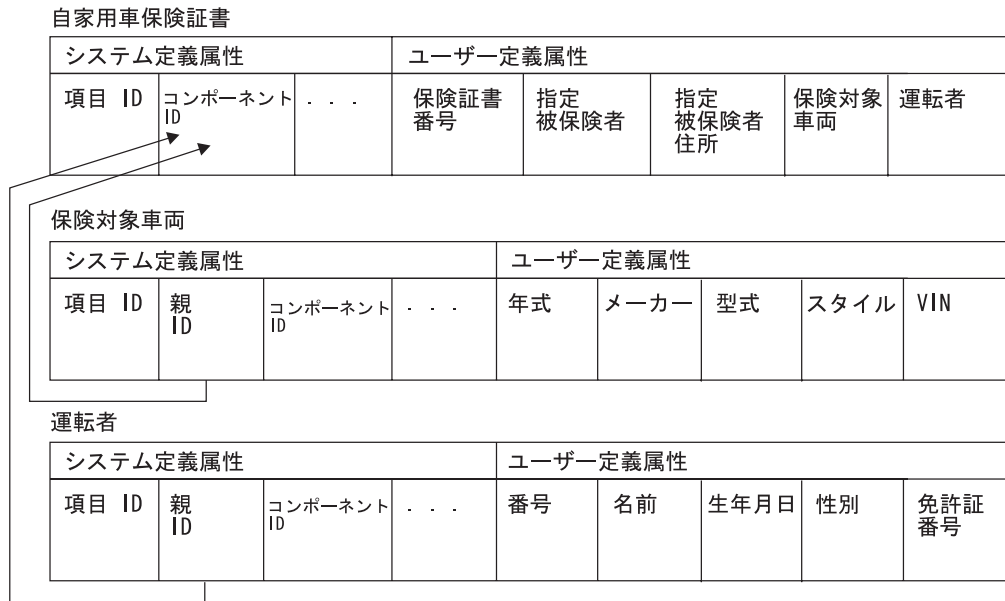 自家用車保険証書
システム定義属性 ユーザー定義属性
項目 ID コンポーネント ID . . . 保険証書番号 指定被保険者 指定被保険者住所 保険対象車両 運転者
保険対象車両
システム定義属性 ユーザー定義属性
項目 ID 親 ID コンポーネント ID . . . 年式 メーカー 型式 スタイル VIN
運転者
システム定義属性 ユーザー定義属性
項目 ID 親 ID コンポーネント ID . . . 番号 名前 生年月日 性別 免許証番号